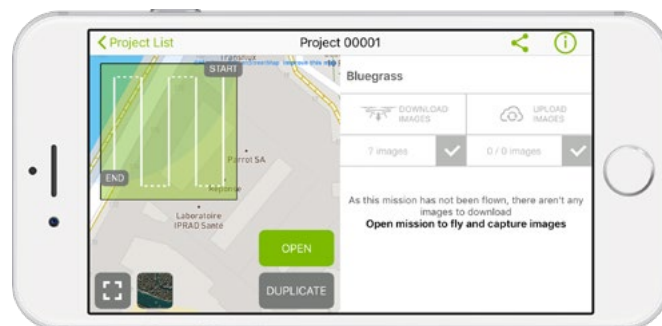 Project List
Project 00001
START
Bluegrass
DOWNLOAD
IMAGES
UPLOAD
IMAGES
? images
0 / 0 images
Parrot SA
END
Laboratoire
IPRAD Santé
As this mission has not been flown, there aren't any
images to download
Open mission to fly and capture images
OPEN
DUPLICATE